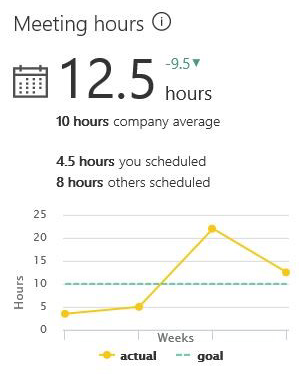 Meeting hours ⓘ
-9.5▼
12.5 hours
10 hours company average
4.5 hours you scheduled
8 hours others scheduled
25
20
15
10
5
0
Hours
Weeks
actual goal